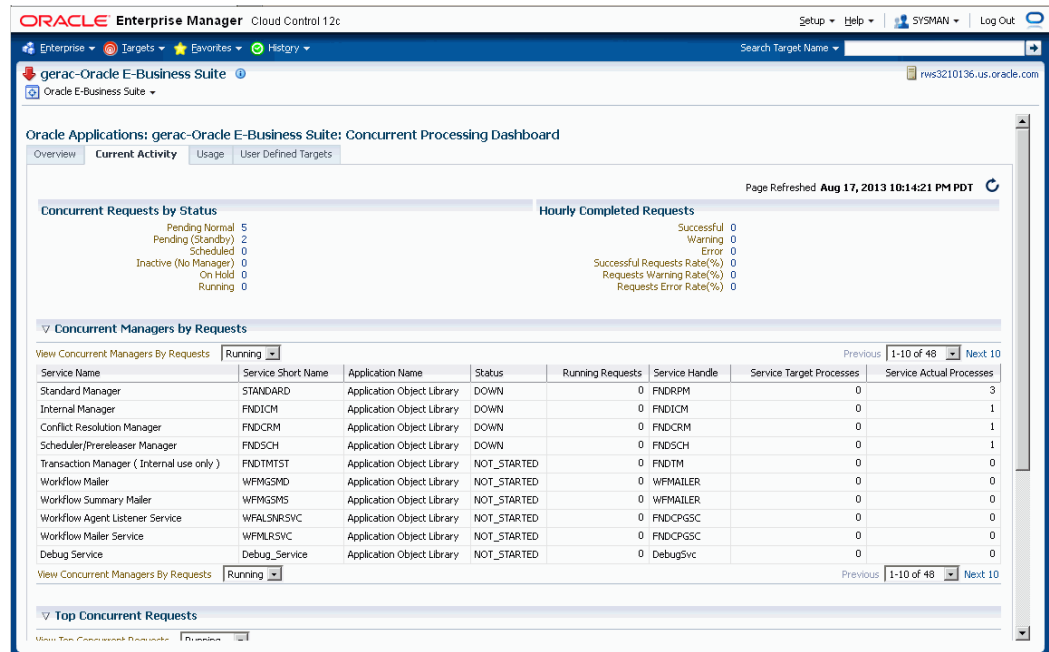 ORACLE Enterprise Manager Cloud Control 12c
Setup Help SYSMAN Log Out
Enterprise Targets Favorites History Search Target Name
gerac-Oracle E-Business Suite rws3210136.us.oracle.com
Oracle E-Business Suite
Oracle Applications: gerac-Oracle E-Business Suite: Concurrent Processing Dashboard
Overview Current Activity Usage User Defined Targets
Page Refreshed Aug 17, 2013 10:14:21 PM PDT
Concurrent Requests by Status
Pending Normal 5
Pending (Standby) 2
Scheduled 0
Inactive (No Manager) 0
On Hold 0
Running 0
Hourly Completed Requests
Successful 0
Warning 0
Error 0
Successful Requests Rate(%) 0
Requests Warning Rate(%) 0
Requests Error Rate(%) 0
Concurrent Managers by Requests
View Concurrent Managers By Requests Running Previous 1-10 of 48 Next 10
Service Name Service Short Name Application Name Status Running Requests Service Handle Service Target Processes Service Actual Processes
Standard Manager STANDARD Application Object Library DOWN 0 FNDRPM 0 3
Internal Manager FNDICM Application Object Library DOWN 0 FNDICM 0 1
Conflict Resolution Manager FNDCRM Application Object Library DOWN 0 FNDCRM 0 1
Scheduler/Prereleaser Manager FNDSCH Application Object Library DOWN 0 FNDSCH 0 1
Transaction Manager ( Internal use only ) FNDTMTST Application Object Library NOT_STARTED 0 FNDTM 0 0
Workflow Mailer WFMGSMD Application Object Library NOT_STARTED 0 WFMAILER 0 0
Workflow Summary Mailer WFMGSMS Application Object Library NOT_STARTED 0 WFMAILER 0 0
Workflow Agent Listener Service WFALSNRSVC Application Object Library NOT_STARTED 0 FNDCPGSC 0 0
Workflow Mailer Service WFMLRSVC Application Object Library NOT_STARTED 0 FNDCPGSC 0 0
Debug Service Debug_Service Application Object Library NOT_STARTED 0 DebugSvc 0 0
View Concurrent Managers By Requests Running Previous 1-10 of 48 Next 10
Top Concurrent Requests
View Top Concurrent Requests Running